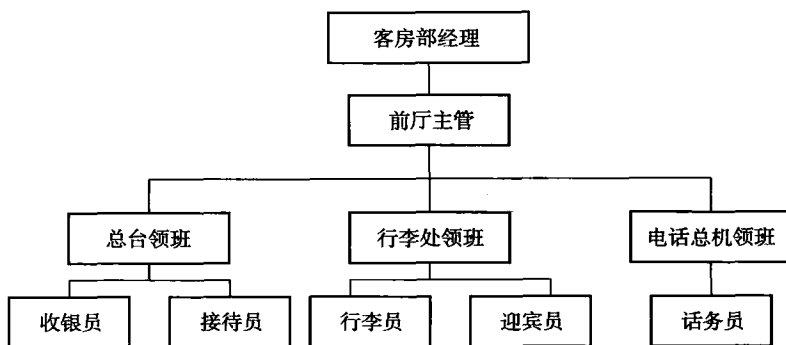 客房部经理
前厅主管
总台领班
行李处领班
电话总机领班
收银员
接待员
行李员
迎宾员
话务员